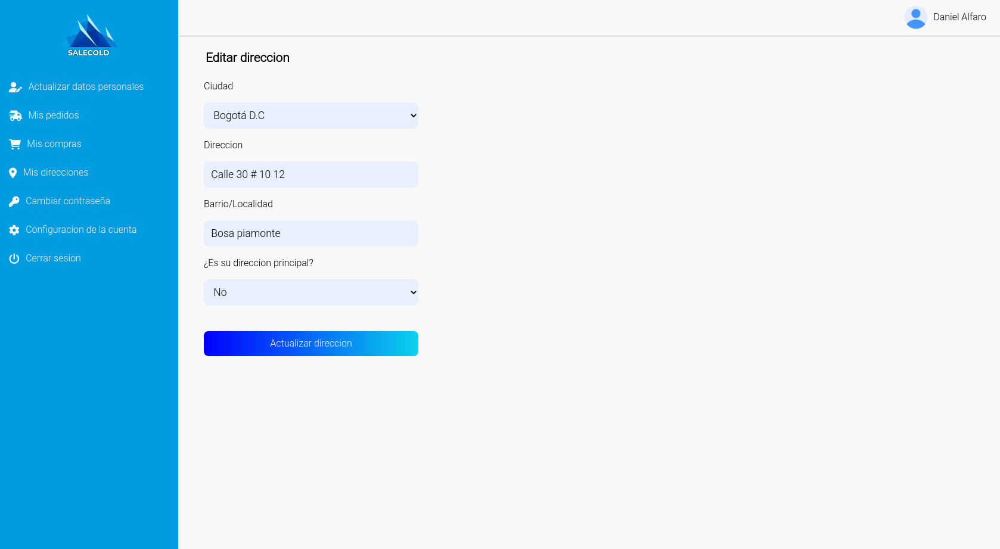 SALECOLD
Actualizar datos personales
Mis pedidos
Mis compras
Mis direcciones
Cambiar contraseña
Configuracion de la cuenta
Cerrar sesion
Daniel Alfaro
Editar direccion
Ciudad
Bogotá D.C
Direccion
Calle 30 # 10 12
Barrio/Localidad
Bosa piamonte
¿Es su direccion principal?
No
Actualizar direccion